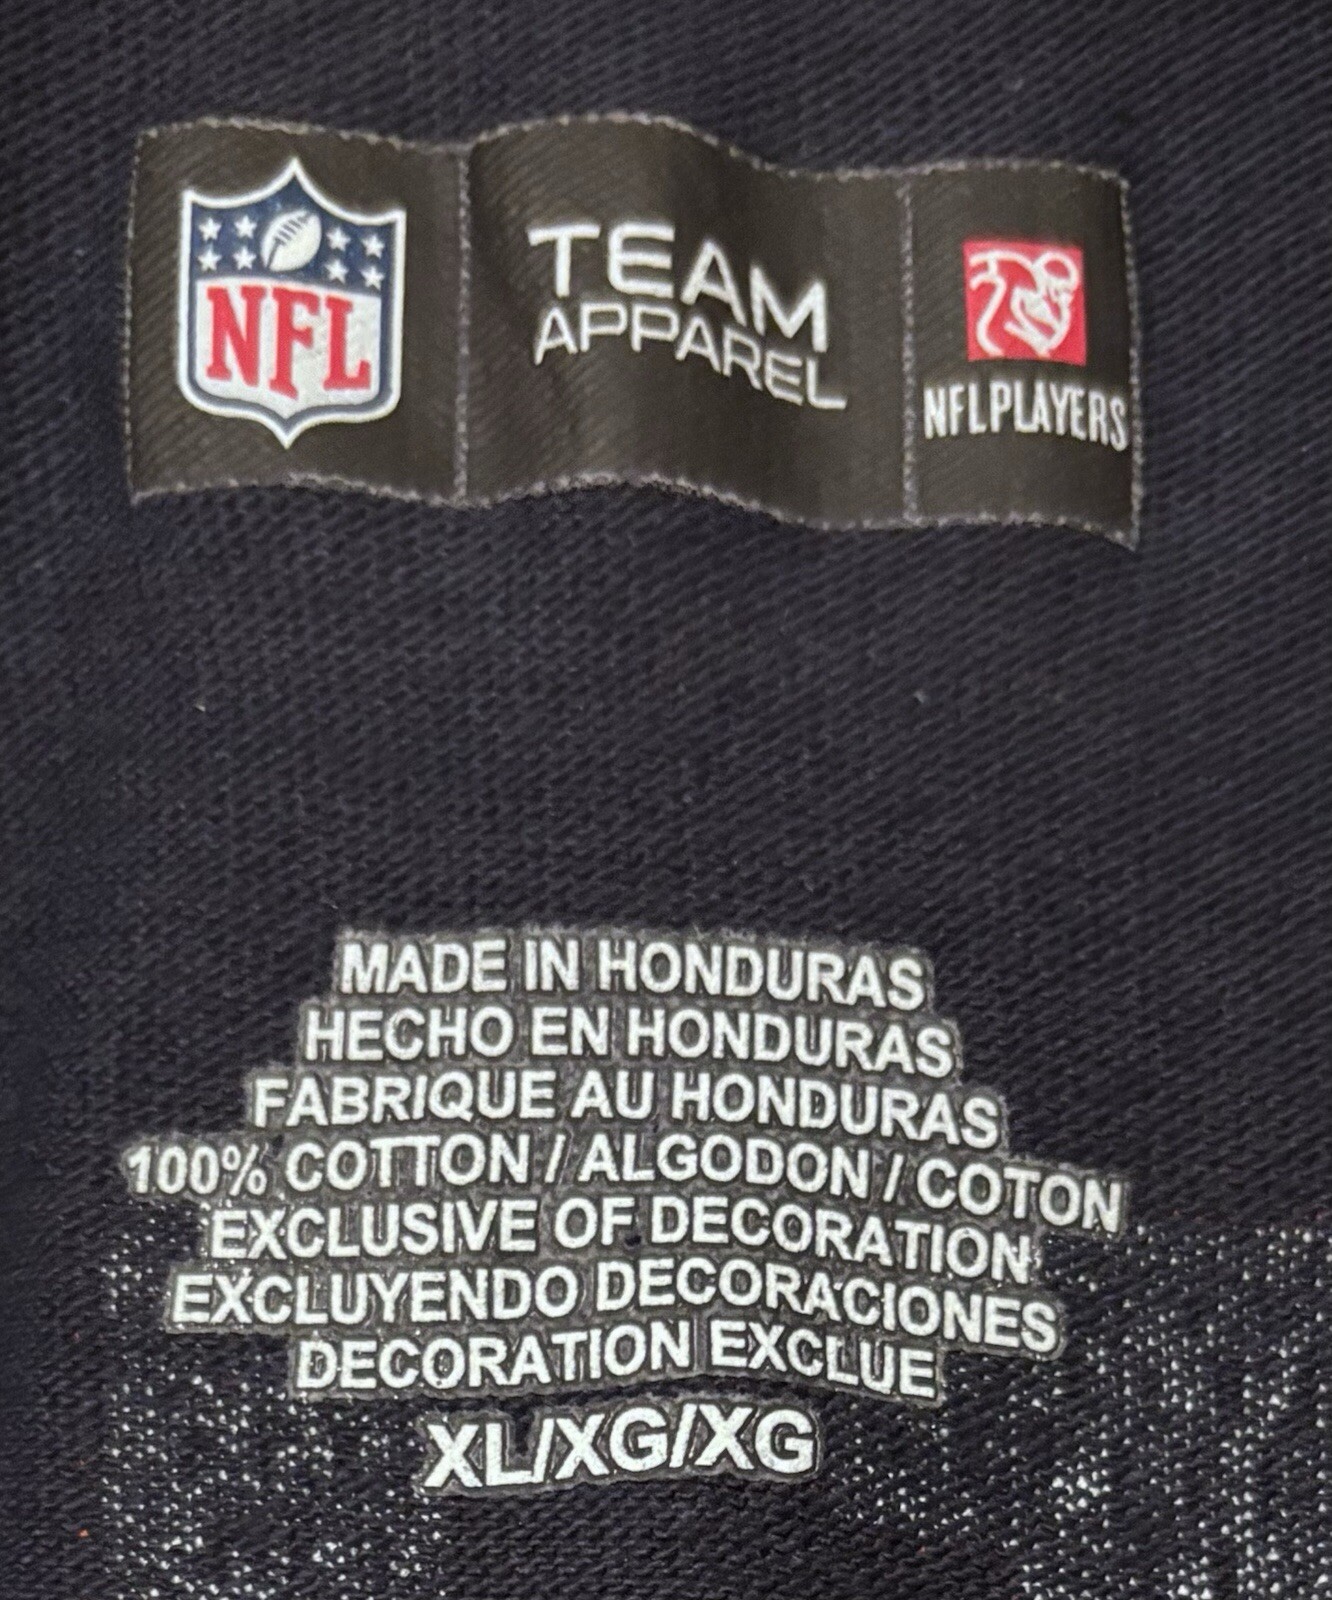 NFL
TEAM
APPAREL
NFLPLAYERS
MADE IN HONDURAS
HECHO EN HONDURAS
FABRIQUE AU HONDURAS
100% COTTON / ALGODON / COTON
EXCLUSIVE OF DECORATION
EXCLUYENDO DECORACIONES
DECORATION EXCLUE
XL/XG/XG